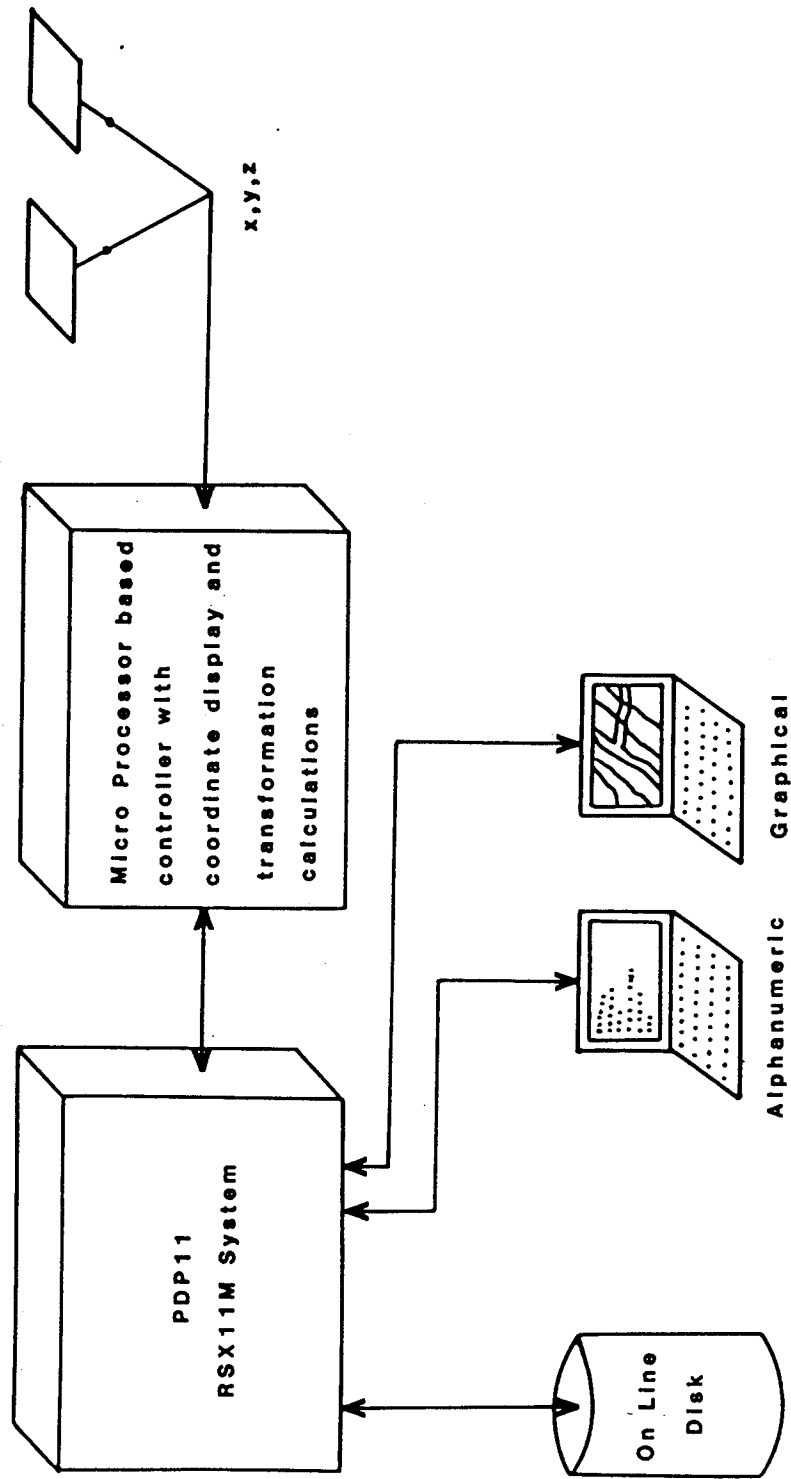 x,y,z
Micro Processor based
controller with
coordinate display and
transformation
calculations
PDP11
RSX11M System
On Line
Disk
Alphanumeric
Graphical